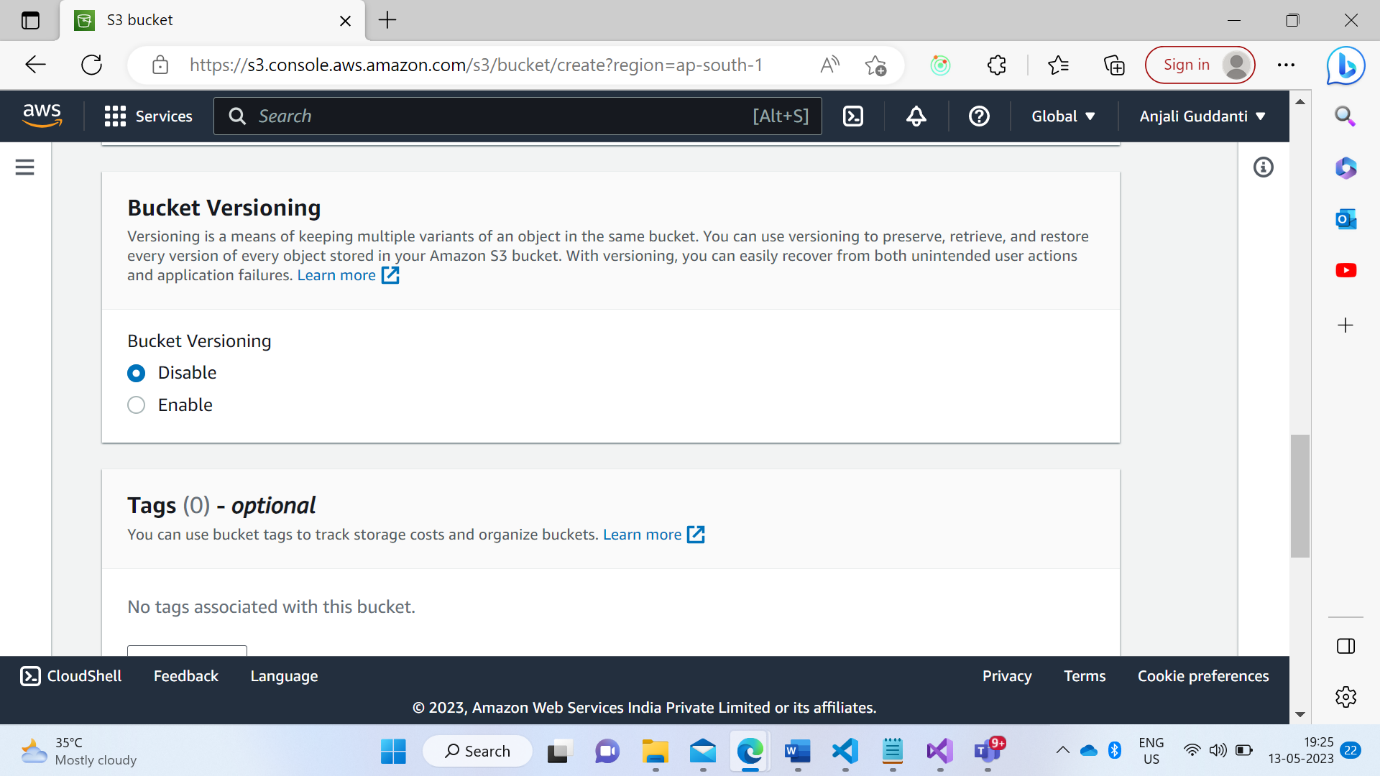 S3 bucket
https://s3.console.aws.amazon.com/s3/bucket/create?region=ap-south-1
Sign in
aws
Services
Search
[Alt+S]
Global
Anjali Guddanti
Bucket Versioning
Versioning is a means of keeping multiple variants of an object in the same bucket. You can use versioning to preserve, retrieve, and restore
every version of every object stored in your Amazon S3 bucket. With versioning, you can easily recover from both unintended user actions
and application failures. Learn more
Bucket Versioning
Disable
Enable
Tags (0) - optional
You can use bucket tags to track storage costs and organize buckets. Learn more
No tags associated with this bucket.
CloudShell
Feedback
Language
Privacy
Terms
Cookie preferences
© 2023, Amazon Web Services India Private Limited or its affiliates.
35°C
Mostly cloudy
Search
9+
ENG
US
19:25
13-05-2023
22